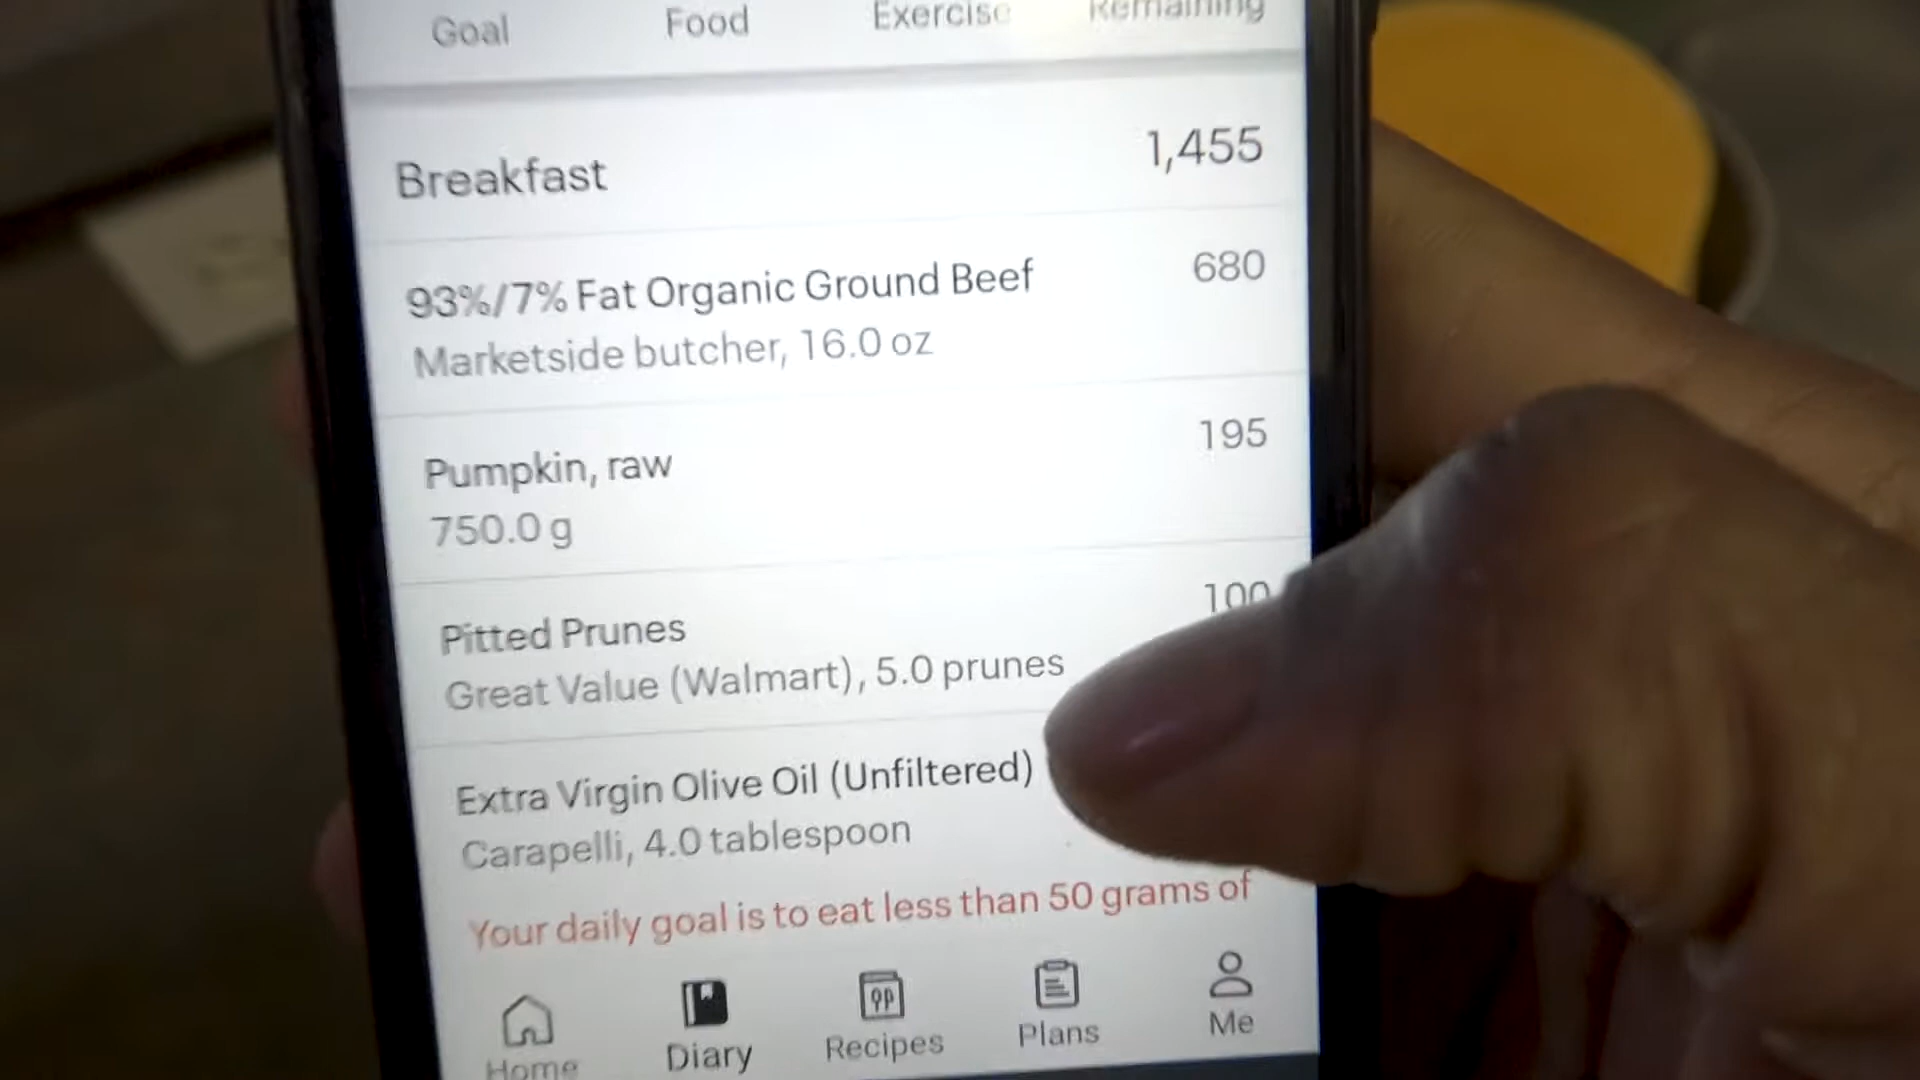 Goal Food Exercise Remaining
Breakfast 1,455
93%/7% Fat Organic Ground Beef 680
Marketside butcher, 16.0 oz
Pumpkin, raw 195
750.0 g
Pitted Prunes 100
Great Value (Walmart), 5.0 prunes
Extra Virgin Olive Oil (Unfiltered)
Carapelli, 4.0 tablespoon
Your daily goal is to eat less than 50 grams of
Home Diary Recipes Plans Me